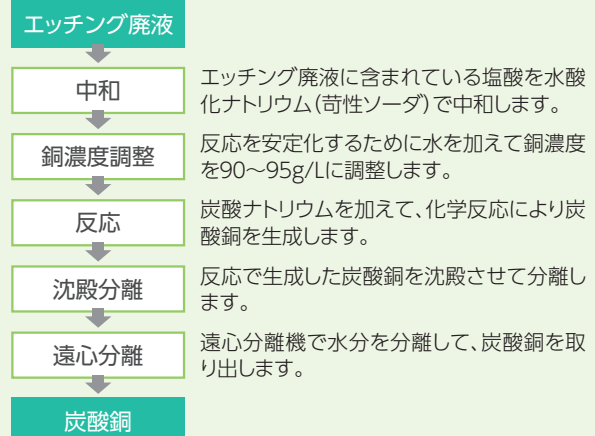 エッチング廃液
中和
エッチング廃液に含まれている塩酸を水酸
化ナトリウム(苛性ソーダ)で中和します。
銅濃度調整
反応を安定化するために水を加えて銅濃度
を90〜95g/Lに調整します。
反応
炭酸ナトリウムを加えて、化学反応により炭
酸銅を生成します。
沈殿分離
反応で生成した炭酸銅を沈殿させて分離し
ます。
遠心分離
遠心分離機で水分を分離して、炭酸銅を取
り出します。
炭酸銅